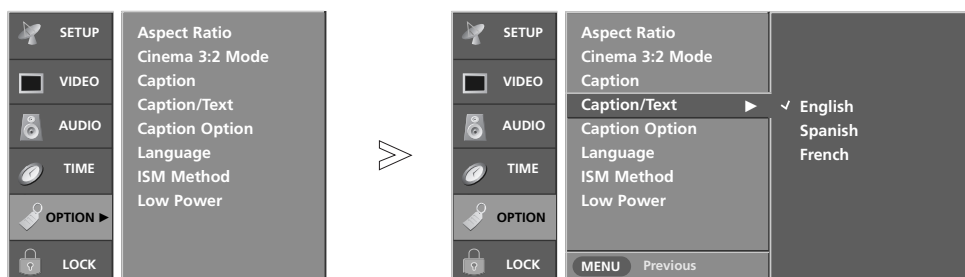 SETUP
VIDEO
AUDIO
TIME
OPTION ►
LOCK
Aspect Ratio
Cinema 3:2 Mode
Caption
Caption/Text
Caption Option
Language
ISM Method
Low Power
SETUP
VIDEO
AUDIO
TIME
OPTION
LOCK
Aspect Ratio
Cinema 3:2 Mode
Caption
Caption/Text ►
Caption Option
Language
ISM Method
Low Power
MENU Previous
✓ English
Spanish
French